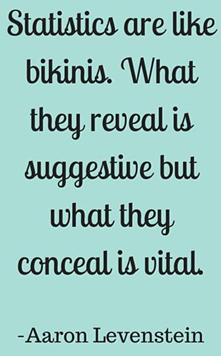 Statistics are like
bikinis. What
they reveal is
suggestive but
what they
conceal is vital.
-Aaron Levenstein